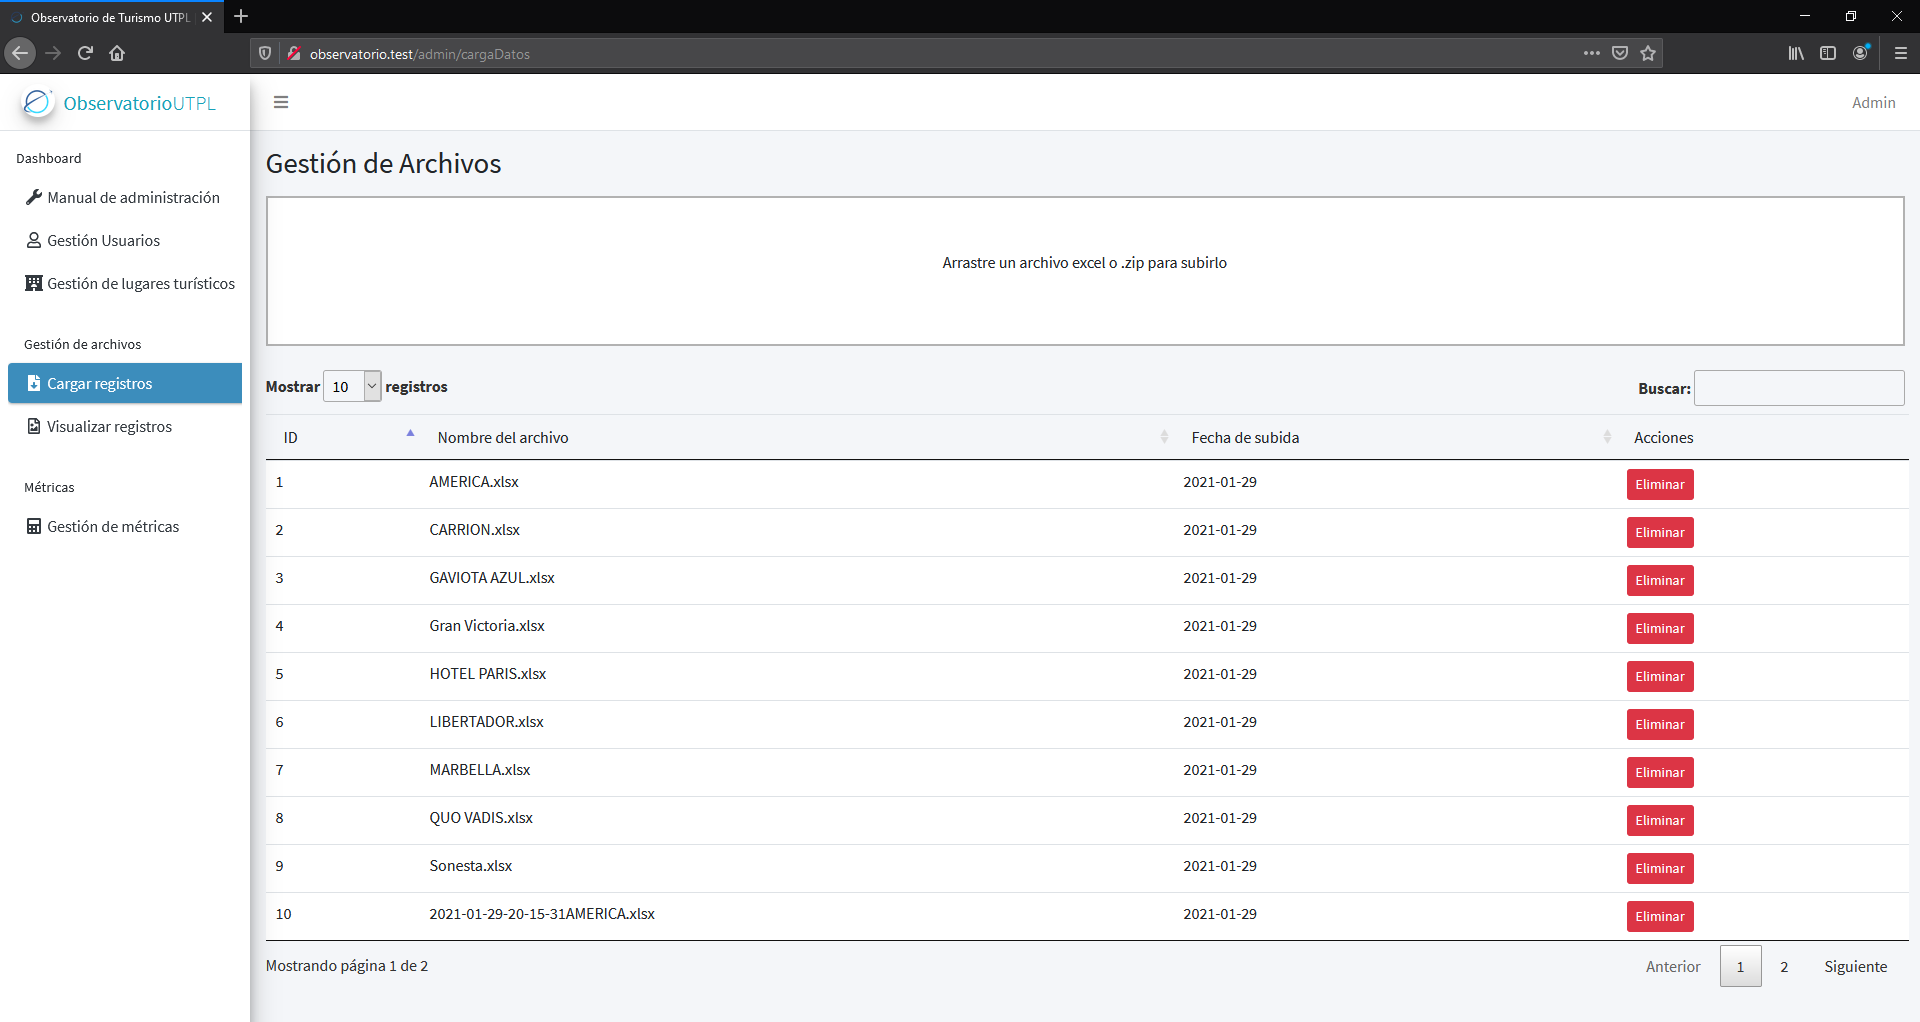 Observatorio de Turismo UTPL
observatorio.test/admin/cargaDatos
ObservatorioUTPL
Admin
Dashboard
Manual de administración
Gestión Usuarios
Gestión de lugares turísticos
Gestión de archivos
Cargar registros
Visualizar registros
Métricas
Gestión de métricas
Gestión de Archivos
Arrastre un archivo excel o .zip para subirlo
Mostrar 10 registros
Buscar:
ID Nombre del archivo Fecha de subida Acciones
1 AMERICA.xlsx 2021-01-29 Eliminar
2 CARRION.xlsx 2021-01-29 Eliminar
3 GAVIOTA AZUL.xlsx 2021-01-29 Eliminar
4 Gran Victoria.xlsx 2021-01-29 Eliminar
5 HOTEL PARIS.xlsx 2021-01-29 Eliminar
6 LIBERTADOR.xlsx 2021-01-29 Eliminar
7 MARBELLA.xlsx 2021-01-29 Eliminar
8 QUO VADIS.xlsx 2021-01-29 Eliminar
9 Sonesta.xlsx 2021-01-29 Eliminar
10 2021-01-29-20-15-31AMERICA.xlsx 2021-01-29 Eliminar
Mostrando página 1 de 2
Anterior 1 2 Siguiente